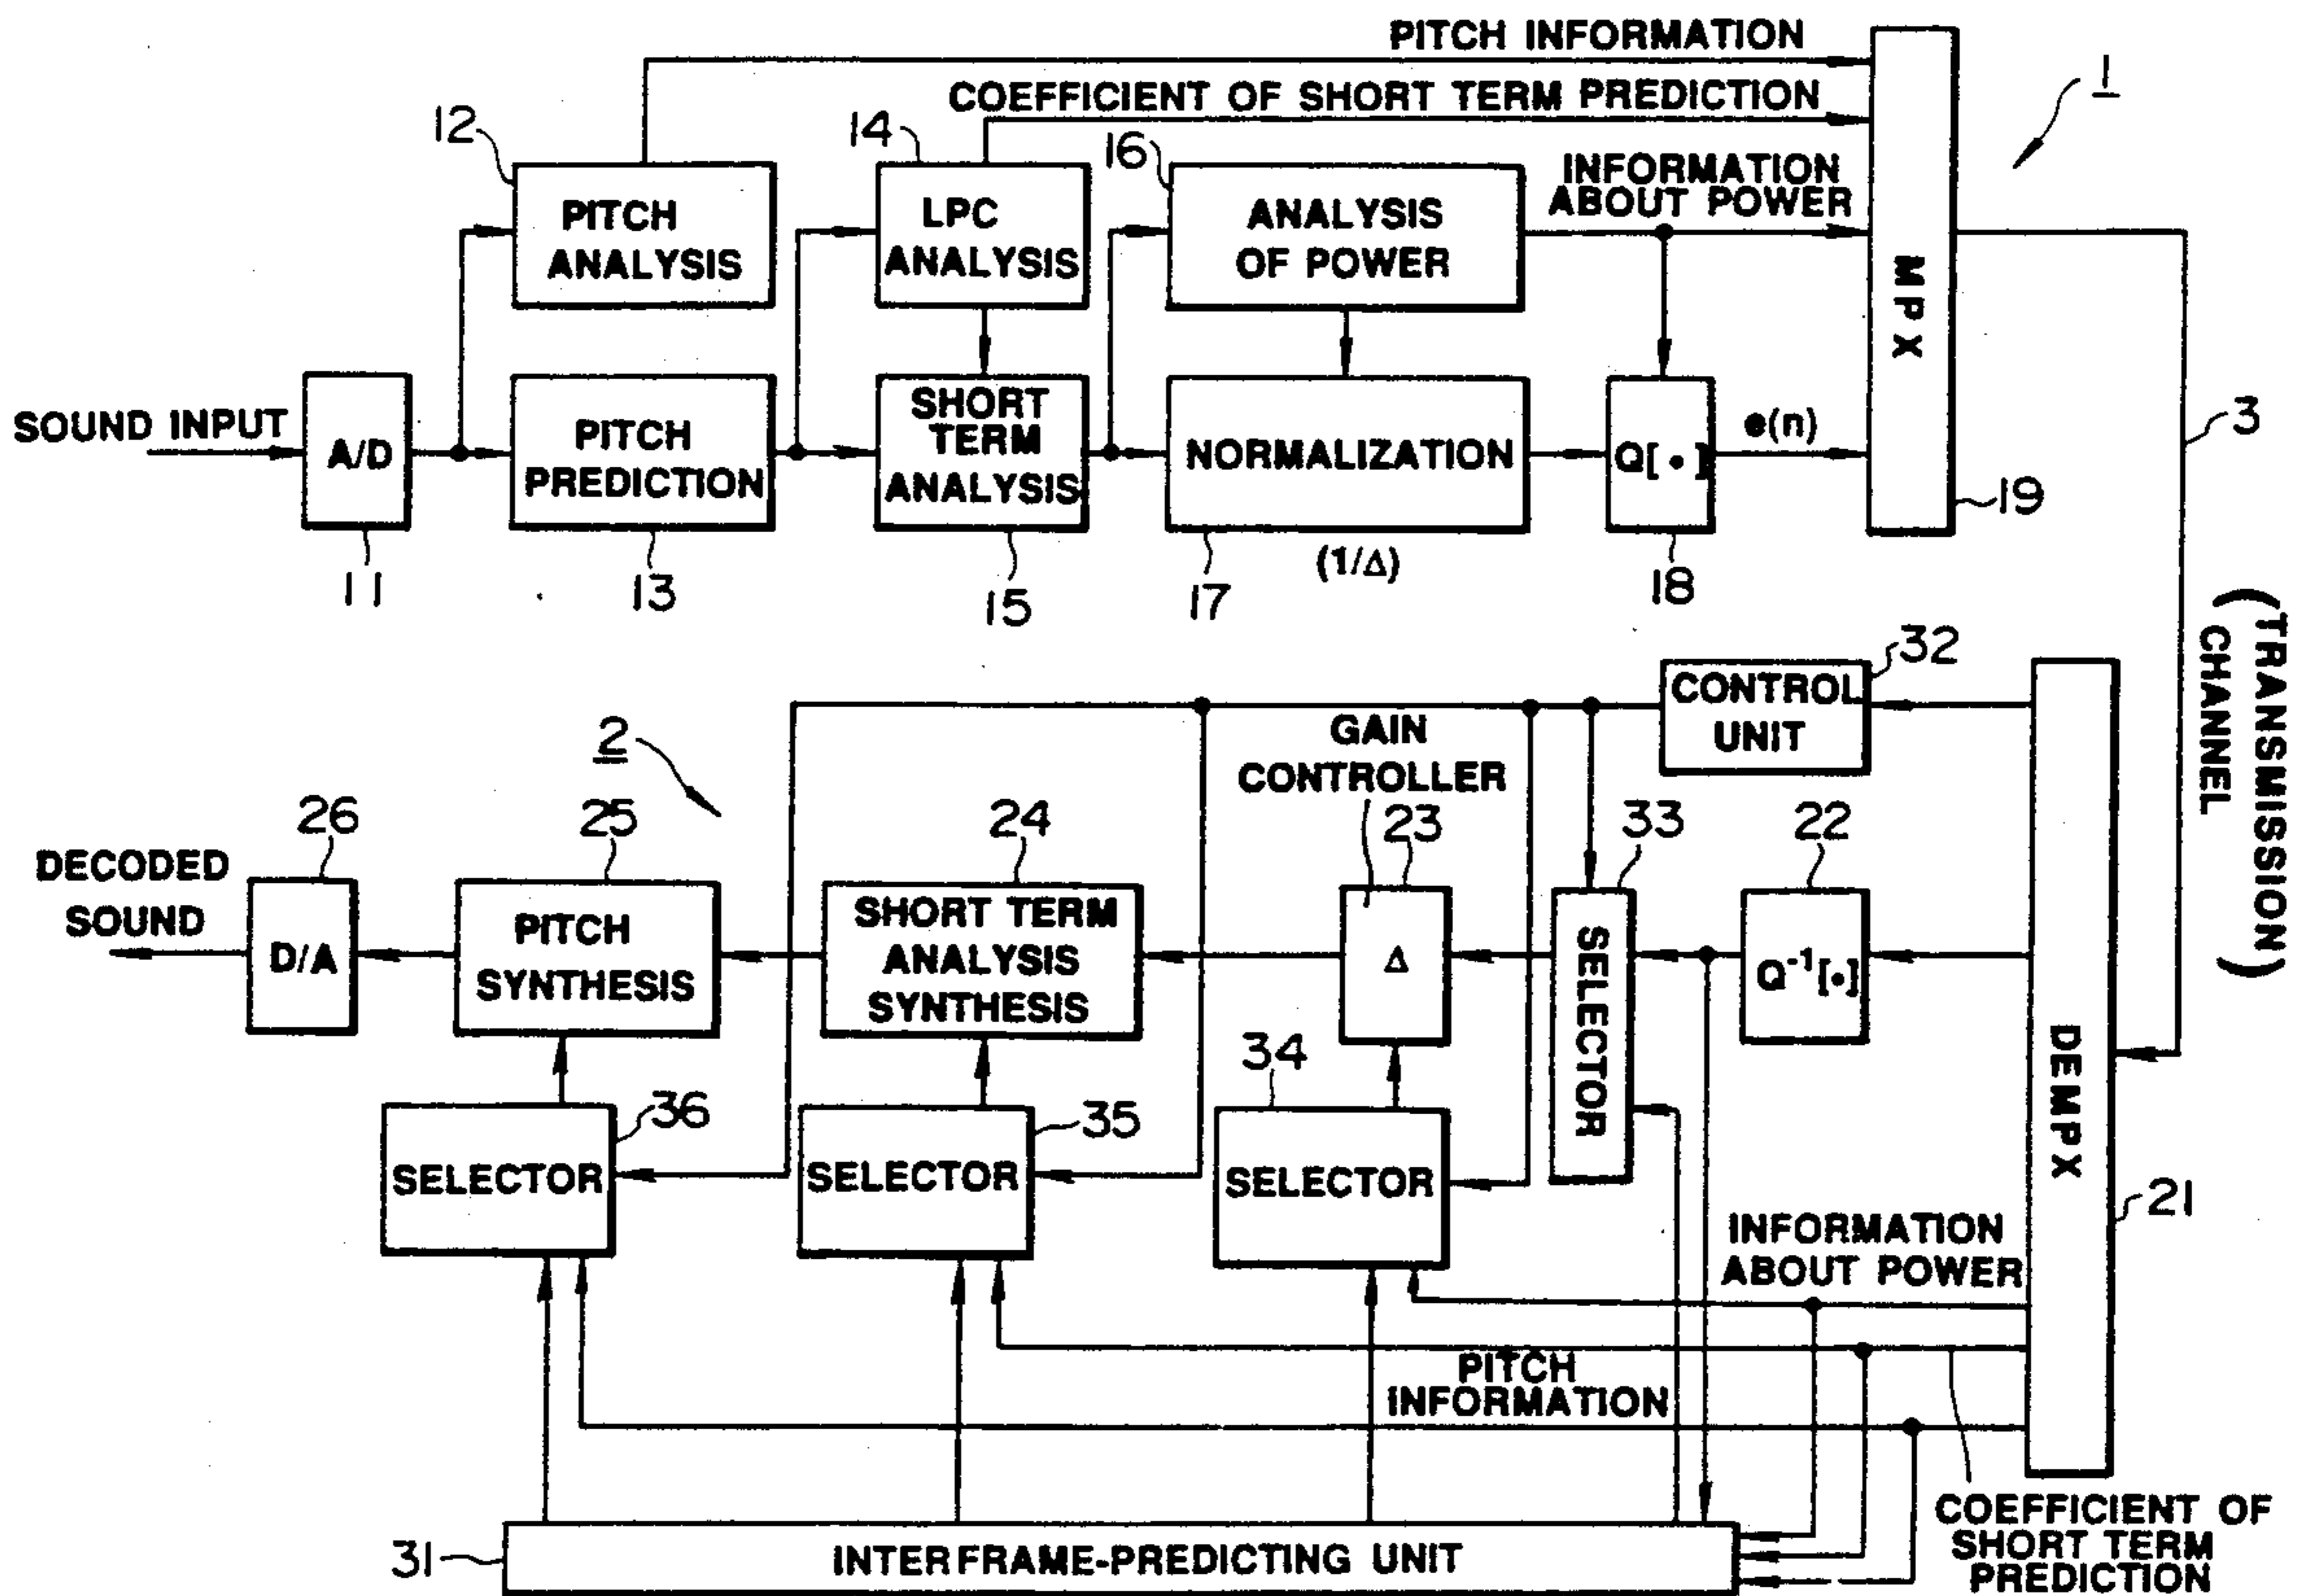 PITCH INFORMATION
1
COEFFICIENT OF SHORT TERM PREDICTION
12
14
16
INFORMATION
ABOUT POWER
PITCH
ANALYSIS
LPC
ANALYSIS
ANALYSIS
OF POWER
MPX
SOUND INPUT
A/D
PITCH
PREDICTION
SHORT
TERM
ANALYSIS
NORMALIZATION
Q[•]
e(n)
3
19
11
13
15
17
(1/Δ)
18
(TRANSMISSION
CHANNEL)
32
CONTROL
UNIT
2
GAIN
CONTROLLER
26
25
24
23
33
22
DECODED
SOUND
D/A
PITCH
SYNTHESIS
SHORT TERM
ANALYSIS
SYNTHESIS
Δ
SELECTOR
Q-1[•]
DEMPX
36
35
34
SELECTOR
SELECTOR
SELECTOR
21
INFORMATION
ABOUT POWER
PITCH
INFORMATION
COEFFICIENT OF
SHORT TERM
PREDICTION
31
INTERFRAME-PREDICTING UNIT